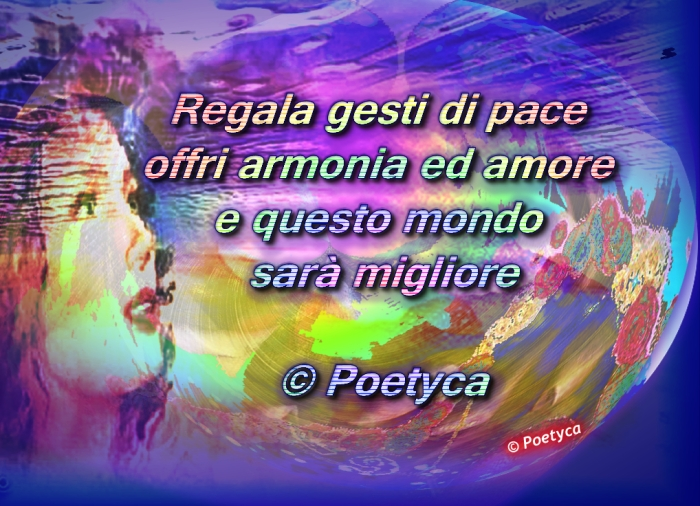 Regala gesti di pace
offri armonia ed amore
e questo mondo
sarà migliore
© Poetyca
© Poetyca